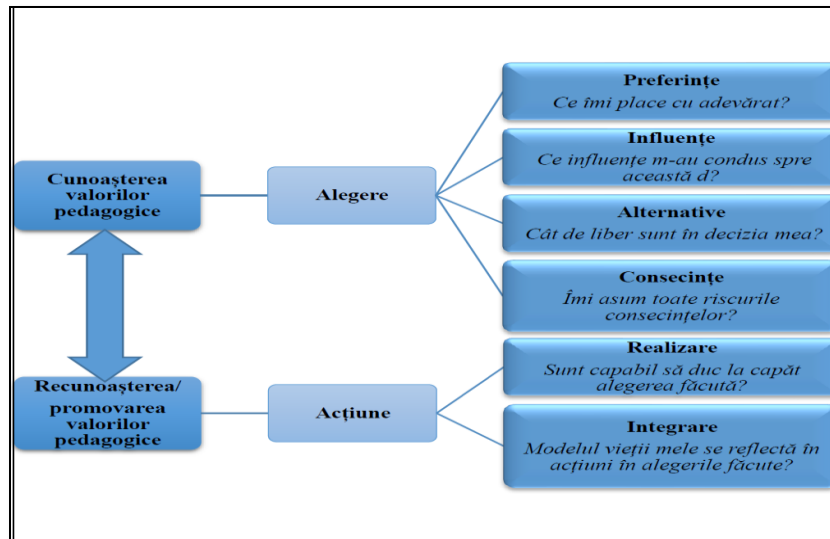 Cunoașterea
valorilor
pedagogice
Alegere
Preferințe
Ce îmi place cu adevărat?
Influențe
Ce influențe m-au condus spre
această d?
Alternative
Cât de liber sunt în decizia mea?
Consecințe
Îmi asum toate riscurile
consecințelor?
Recunoașterea/
promovarea
valorilor
pedagogice
Acțiune
Realizare
Sunt capabil să duc la capăt
alegerea făcută?
Integrare
Modelul vieții mele se reflectă în
acțiuni în alegerile făcute?